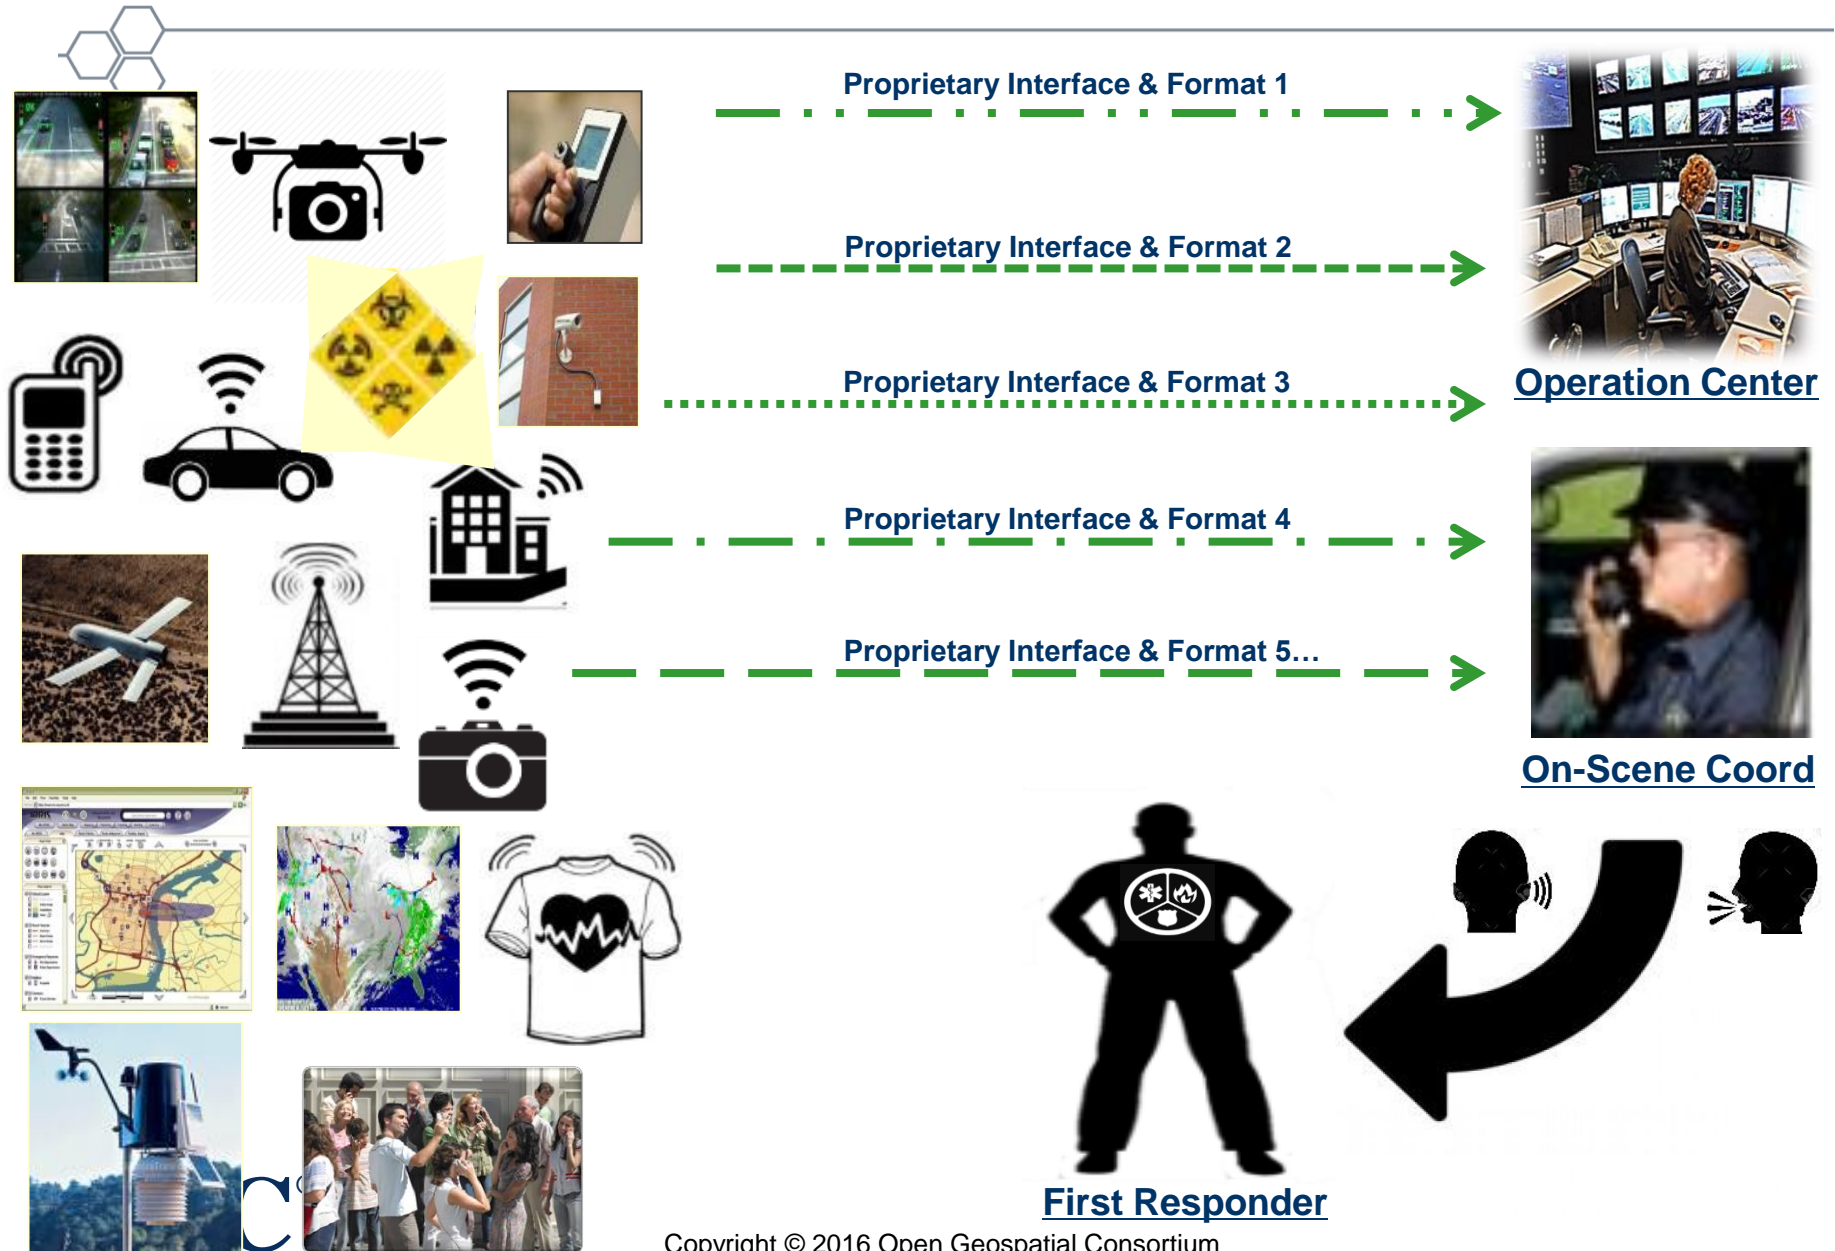 Proprietary Interface & Format 1
Proprietary Interface & Format 2
Proprietary Interface & Format 3
Operation Center
Proprietary Interface & Format 4
Proprietary Interface & Format 5…
On-Scene Coord
First Responder
C®
Copyright © 2016 Open Geospatial Consortium